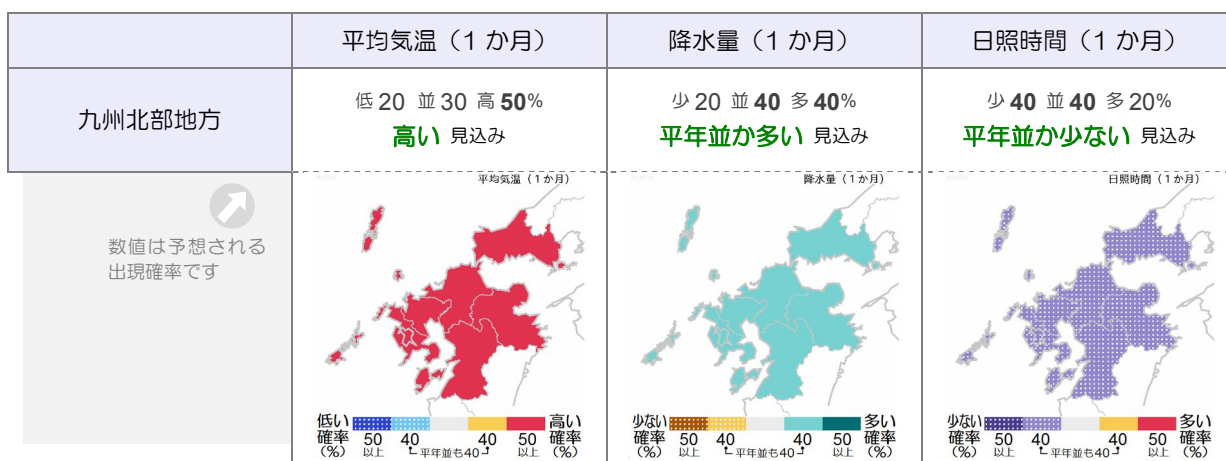 平均気温（1 か月）
降水量（1 か月）
日照時間（1 か月）
九州北部地方
低 20 並 30 高 50%
高い 見込み
少 20 並 40 多 40%
平年並か多い 見込み
少 40 並 40 多 20%
平年並か少ない 見込み
数値は予想される
出現確率です
平均気温（1か月）
低い 高い
確率 50 40 40 50 確率
(%) 以上 平年並も40 以上 (%)
降水量（1か月）
少ない 多い
確率 50 40 40 50 確率
(%) 以上 平年並も40 以上 (%)
日照時間（1か月）
少ない 多い
確率 50 40 40 50 確率
(%) 以上 平年並も40 以上 (%)